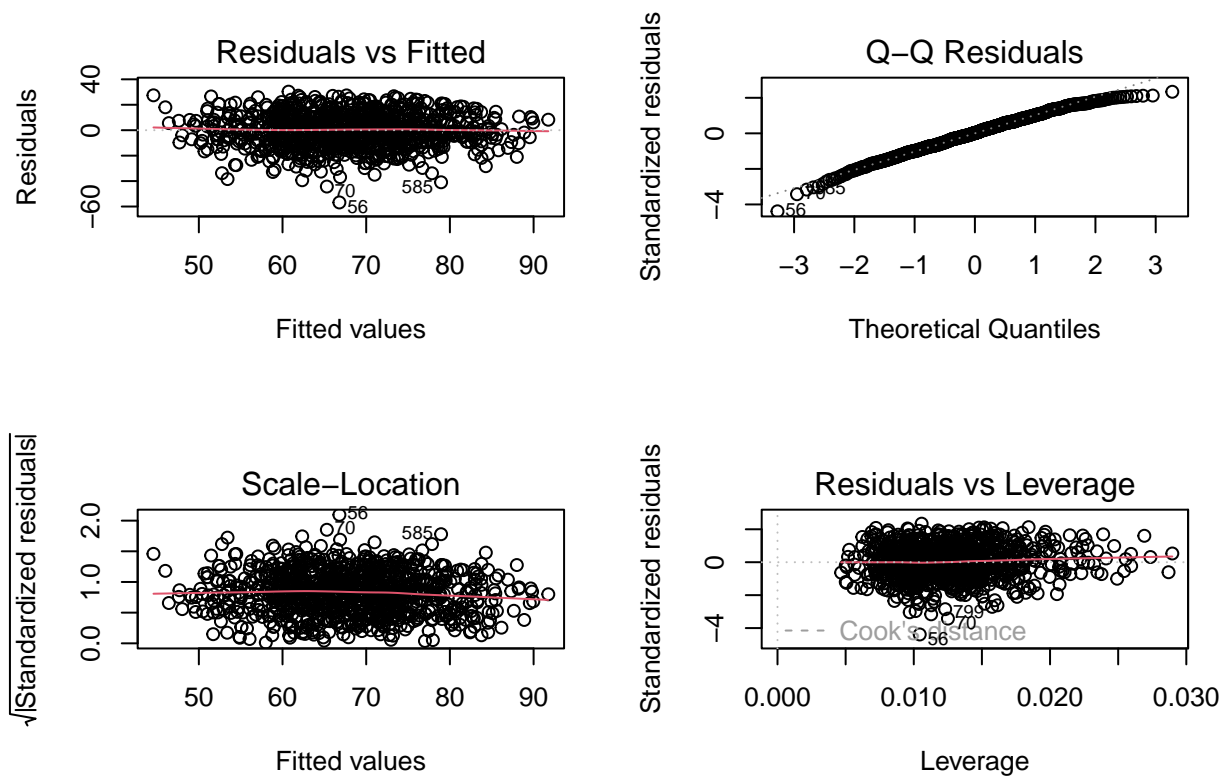 Residuals vs Fitted
Residuals
40
0
−60
70
585
56
50 60 70 80 90
Fitted values
Q−Q Residuals
Standardized residuals
0
−4
56
−3 −2 −1 0 1 2 3
Theoretical Quantiles
Scale−Location
√|Standardized residuals|
2.0
1.0
0.0
56
70
585
50 60 70 80 90
Fitted values
Residuals vs Leverage
Standardized residuals
0
−4
799
70
Cook's distance
56
0.000 0.010 0.020 0.030
Leverage